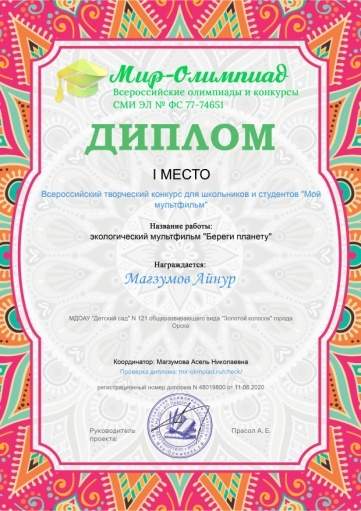 Мир-Олимпиад
Всероссийские олимпиады и конкурсы
СМИ ЭЛ № ФС 77-74651
ДИПЛОМ
I МЕСТО
Всероссийский творческий конкурс для школьников и студентов "Мой
мультфильм"
Название работы:
экологический мультфильм "Береги планету"
Награждается:
Магзумов Айнур
МДОАУ "Детский сад" N 121 общеразвивающего вида "Золотой колосок" города
Орска
Координатор: Магзумова Асель Николаевна
Проверка диплома: mir-olimpiad.ru/check/
регистрационный номер диплома N 48019800 от 11.08.2020
Руководитель
проекта:
Прасол А. Е.